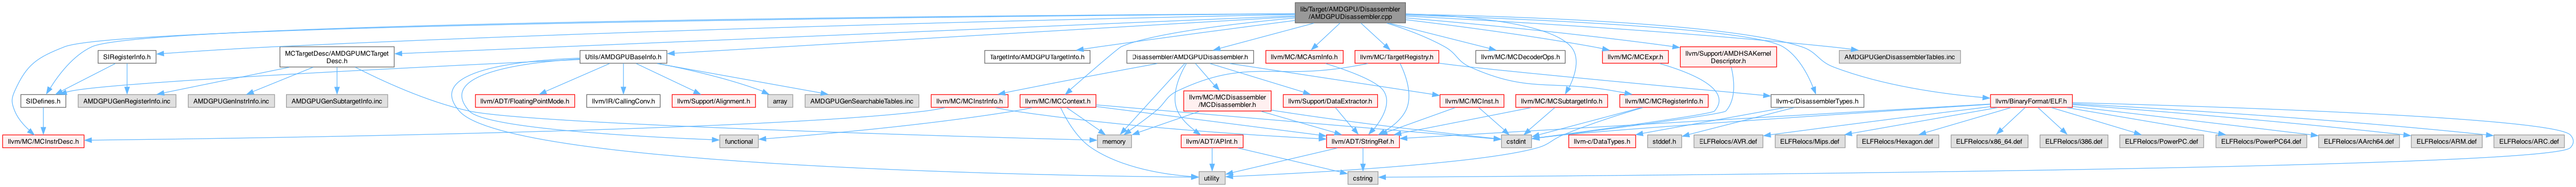 lib/Target/AMDGPU/Disassembler
/AMDGPUDisassembler.cpp
SIRegisterInfo.h
MCTargetDesc/AMDGPUMCTarget
Desc.h
Utils/AMDGPUBaseInfo.h
TargetInfo/AMDGPUTargetInfo.h
Disassembler/AMDGPUDisassembler.h
llvm/MC/MCAsmInfo.h
llvm/MC/TargetRegistry.h
llvm/MC/MCDecoderOps.h
llvm/MC/MCExpr.h
llvm/Support/AMDHSAKernel
Descriptor.h
AMDGPUGenDisassemblerTables.inc
SIDefines.h
AMDGPUGenRegisterInfo.inc
AMDGPUGenInstrInfo.inc
AMDGPUGenSubtargetInfo.inc
llvm/ADT/FloatingPointMode.h
llvm/IR/CallingConv.h
llvm/Support/Alignment.h
array
AMDGPUGenSearchableTables.inc
llvm/MC/MCInstrInfo.h
llvm/MC/MCContext.h
llvm/MC/MCDisassembler
/MCDisassembler.h
llvm/Support/DataExtractor.h
llvm/MC/MCInst.h
llvm/MC/MCSubtargetInfo.h
llvm/MC/MCRegisterInfo.h
llvm-c/DisassemblerTypes.h
llvm/BinaryFormat/ELF.h
llvm/MC/MCInstrDesc.h
functional
memory
llvm/ADT/APInt.h
llvm/ADT/StringRef.h
cstdint
llvm-c/DataTypes.h
stddef.h
ELFRelocs/AVR.def
ELFRelocs/Mips.def
ELFRelocs/Hexagon.def
ELFRelocs/x86_64.def
ELFRelocs/i386.def
ELFRelocs/PowerPC.def
ELFRelocs/PowerPC64.def
ELFRelocs/AArch64.def
ELFRelocs/ARM.def
ELFRelocs/ARC.def
utility
cstring